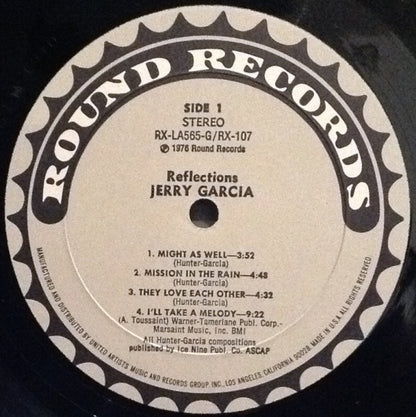 ROUND RECORDS
SIDE 1
STEREO
RX-LA565-G/RX-107
℗ 1976 Round Records
Reflections
JERRY GARCIA
1. MIGHT AS WELL—3:52
(Hunter-Garcia)
2. MISSION IN THE RAIN—4:48
(Hunter-Garcia)
3. THEY LOVE EACH OTHER—4:32
(Hunter-Garcia)
4. I'LL TAKE A MELODY—9:22
(A. Toussaint) Warner-Tamerlane Publ. Corp.-
Marsaint Music, Inc. BMI
All Hunter-Garcia compositions
published by Ice Nine Publ. Co. ASCAP
MANUFACTURED AND DISTRIBUTED BY UNITED ARTISTS MUSIC AND RECORDS GROUP, INC., LOS ANGELES, CALIFORNIA 90028. MADE IN U.S.A. ALL RIGHTS RESERVED.